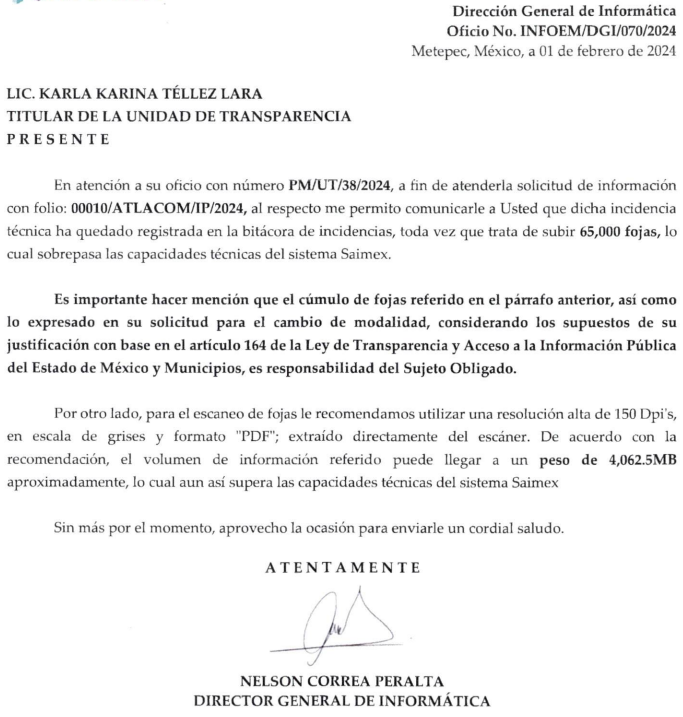 Dirección General de Informática
Oficio No. INFOEM/DGI/070/2024
Metepec, México, a 01 de febrero de 2024
LIC. KARLA KARINA TÉLLEZ LARA
TITULAR DE LA UNIDAD DE TRANSPARENCIA
P R E S E N T E
En atención a su oficio con número PM/UT/38/2024, a fin de atenderla solicitud de información
con folio: 00010/ATLACOM/IP/2024, al respecto me permito comunicarle a Usted que dicha incidencia
técnica ha quedado registrada en la bitácora de incidencias, toda vez que trata de subir 65,000 fojas, lo
cual sobrepasa las capacidades técnicas del sistema Saimex.
Es importante hacer mención que el cúmulo de fojas referido en el párrafo anterior, así como
lo expresado en su solicitud para el cambio de modalidad, considerando los supuestos de su
justificación con base en el artículo 164 de la Ley de Transparencia y Acceso a la Información Pública
del Estado de México y Municipios, es responsabilidad del Sujeto Obligado.
Por otro lado, para el escaneo de fojas le recomendamos utilizar una resolución alta de 150 Dpi's,
en escala de grises y formato "PDF"; extraído directamente del escáner. De acuerdo con la
recomendación, el volumen de información referido puede llegar a un peso de 4,062.5MB
aproximadamente, lo cual aun así supera las capacidades técnicas del sistema Saimex
Sin más por el momento, aprovecho la ocasión para enviarle un cordial saludo.
A T E N T A M E N T E
NELSON CORREA PERALTA
DIRECTOR GENERAL DE INFORMÁTICA